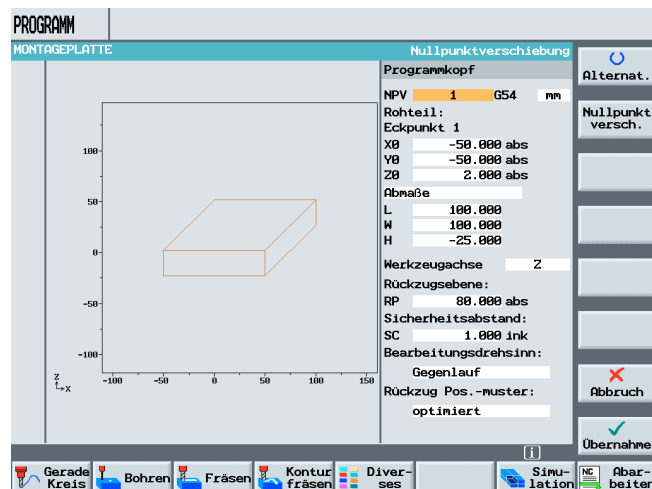 PROGRAMM
MONTAGEPLATTE
Nullpunktverschiebung
Programmkopf
NPV 1 G54 mm
Rohteil:
Eckpunkt 1
X0 -50.000 abs
Y0 -50.000 abs
Z0 2.000 abs
Abmaße
L 100.000
W 100.000
H -25.000
Werkzeugachse Z
Rückzugsebene:
RP 80.000 abs
Sicherheitsabstand:
SC 1.000 ink
Bearbeitungsdrehsinn:
Gegenlauf
Rückzug Pos.-muster:
optimiert
100
50
0
-50
-100
-100 -50 0 50 100 150
Z
X
Alternat.
Nullpunkt
versch.
Abbruch
Übernahme
i
Gerade
Kreis
Bohren
Fräsen
Kontur
fräsen
Diver-
ses
Simu-
lation
NC
Abar-
beiten